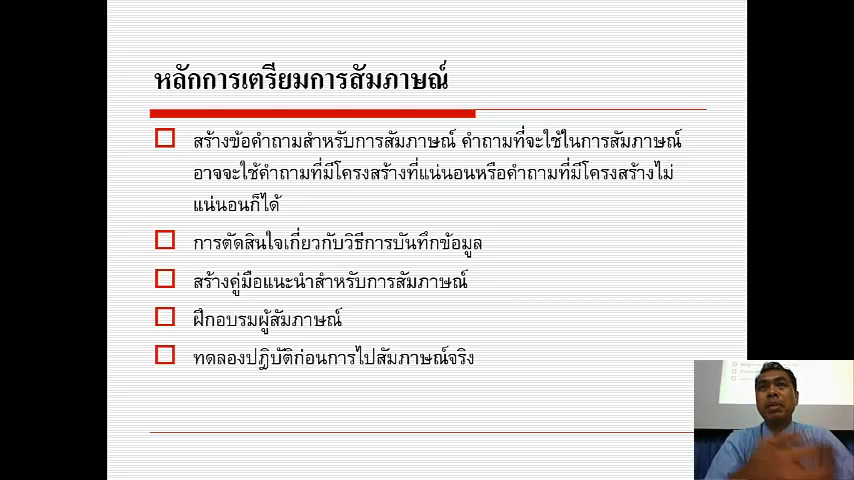 หลักการเตรียมการสัมภาษณ์
สร้างข้อคำถามสำหรับการสัมภาษณ์ คำถามที่จะใช้ในการสัมภาษณ์
อาจจะใช้คำถามที่มีโครงสร้างที่แน่นอนหรือคำถามที่มีโครงสร้างไม่
แน่นอนก็ได้
การตัดสินใจเกี่ยวกับวิธีการบันทึกข้อมูล
สร้างคู่มือแนะนำสำหรับการสัมภาษณ์
ฝึกอบรมผู้สัมภาษณ์
ทดลองปฎิบัติก่อนการไปสัมภาษณ์จริง